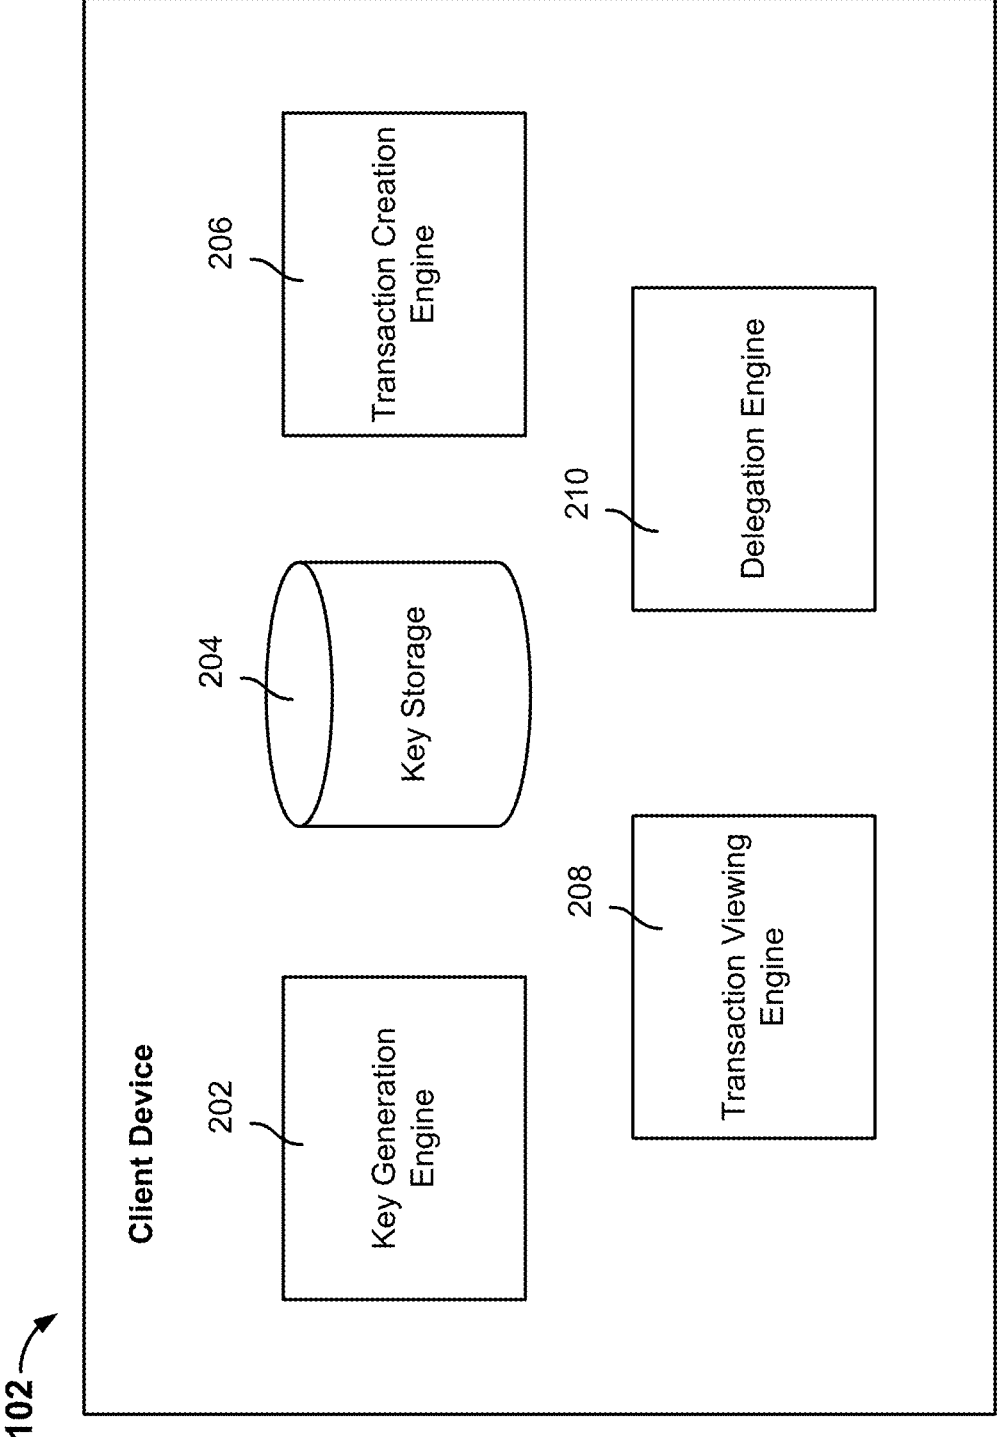 102
Client Device
202
Key Generation
Engine
204
Key Storage
206
Transaction Creation
Engine
208
Transaction Viewing
Engine
210
Delegation Engine